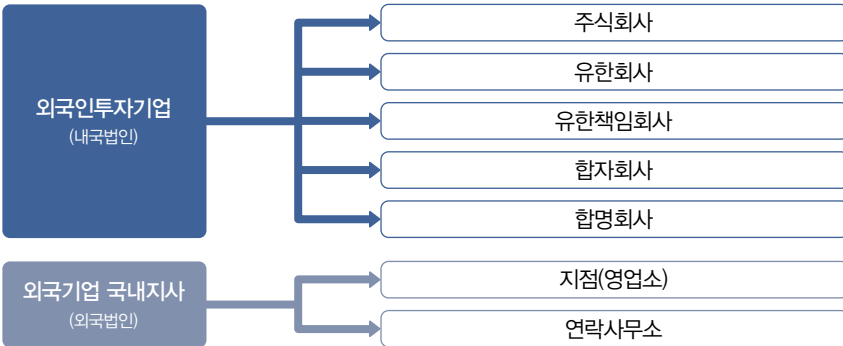 외국인투자기업
(내국법인)
주식회사
유한회사
유한책임회사
합자회사
합명회사
외국기업 국내지사
(외국법인)
지점(영업소)
연락사무소